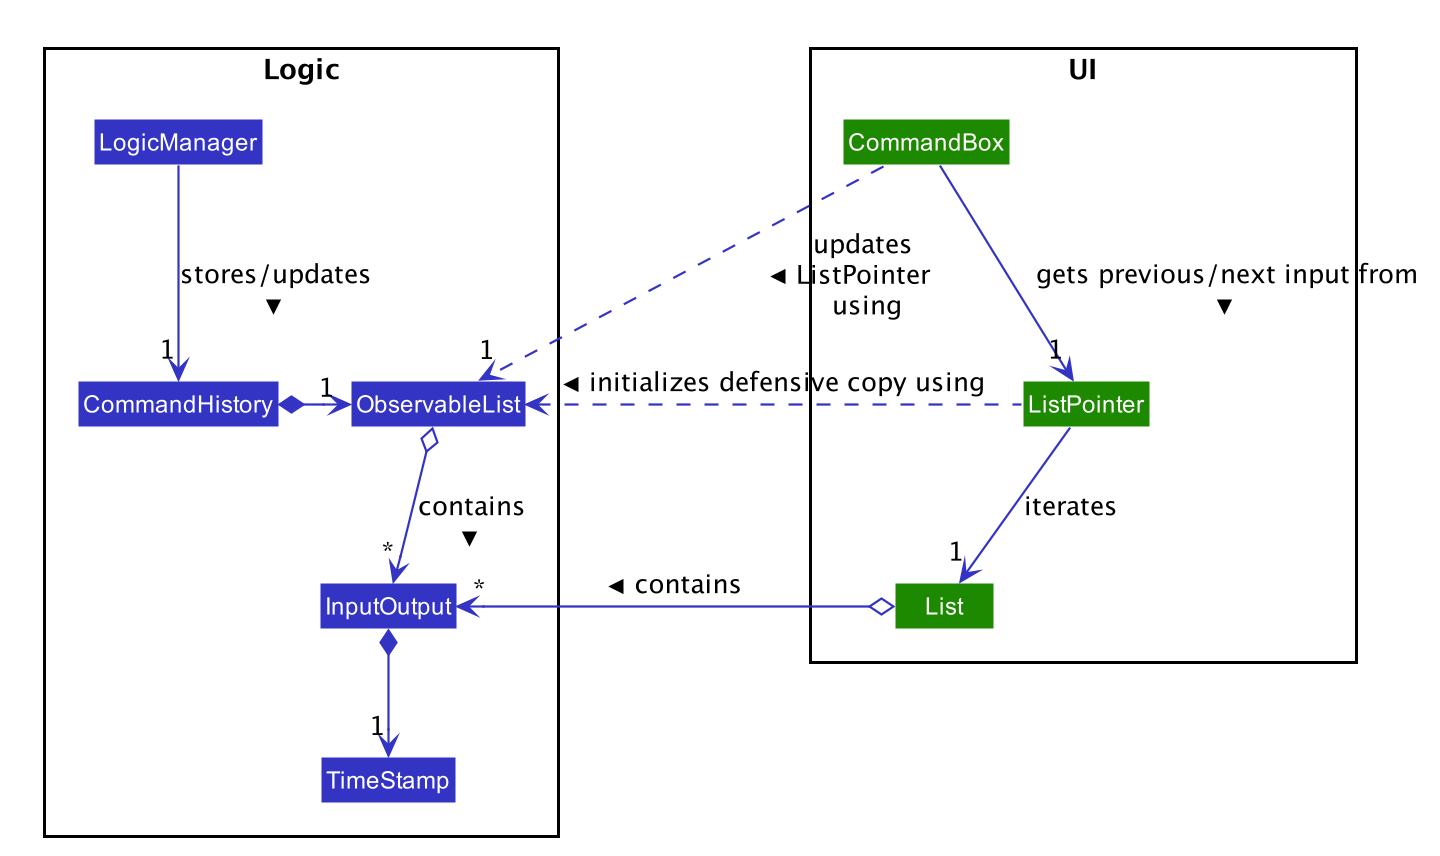 Logic
UI
LogicManager
CommandBox
updates
◄ ListPointer
using
stores/updates
▼
gets previous/next input from
▼
1
1
1
◄ initializes defensive copy using
CommandHistory
1
ObservableList
ListPointer
contains
▼
iterates
*
1
*
◄ contains
InputOutput
List
1
TimeStamp